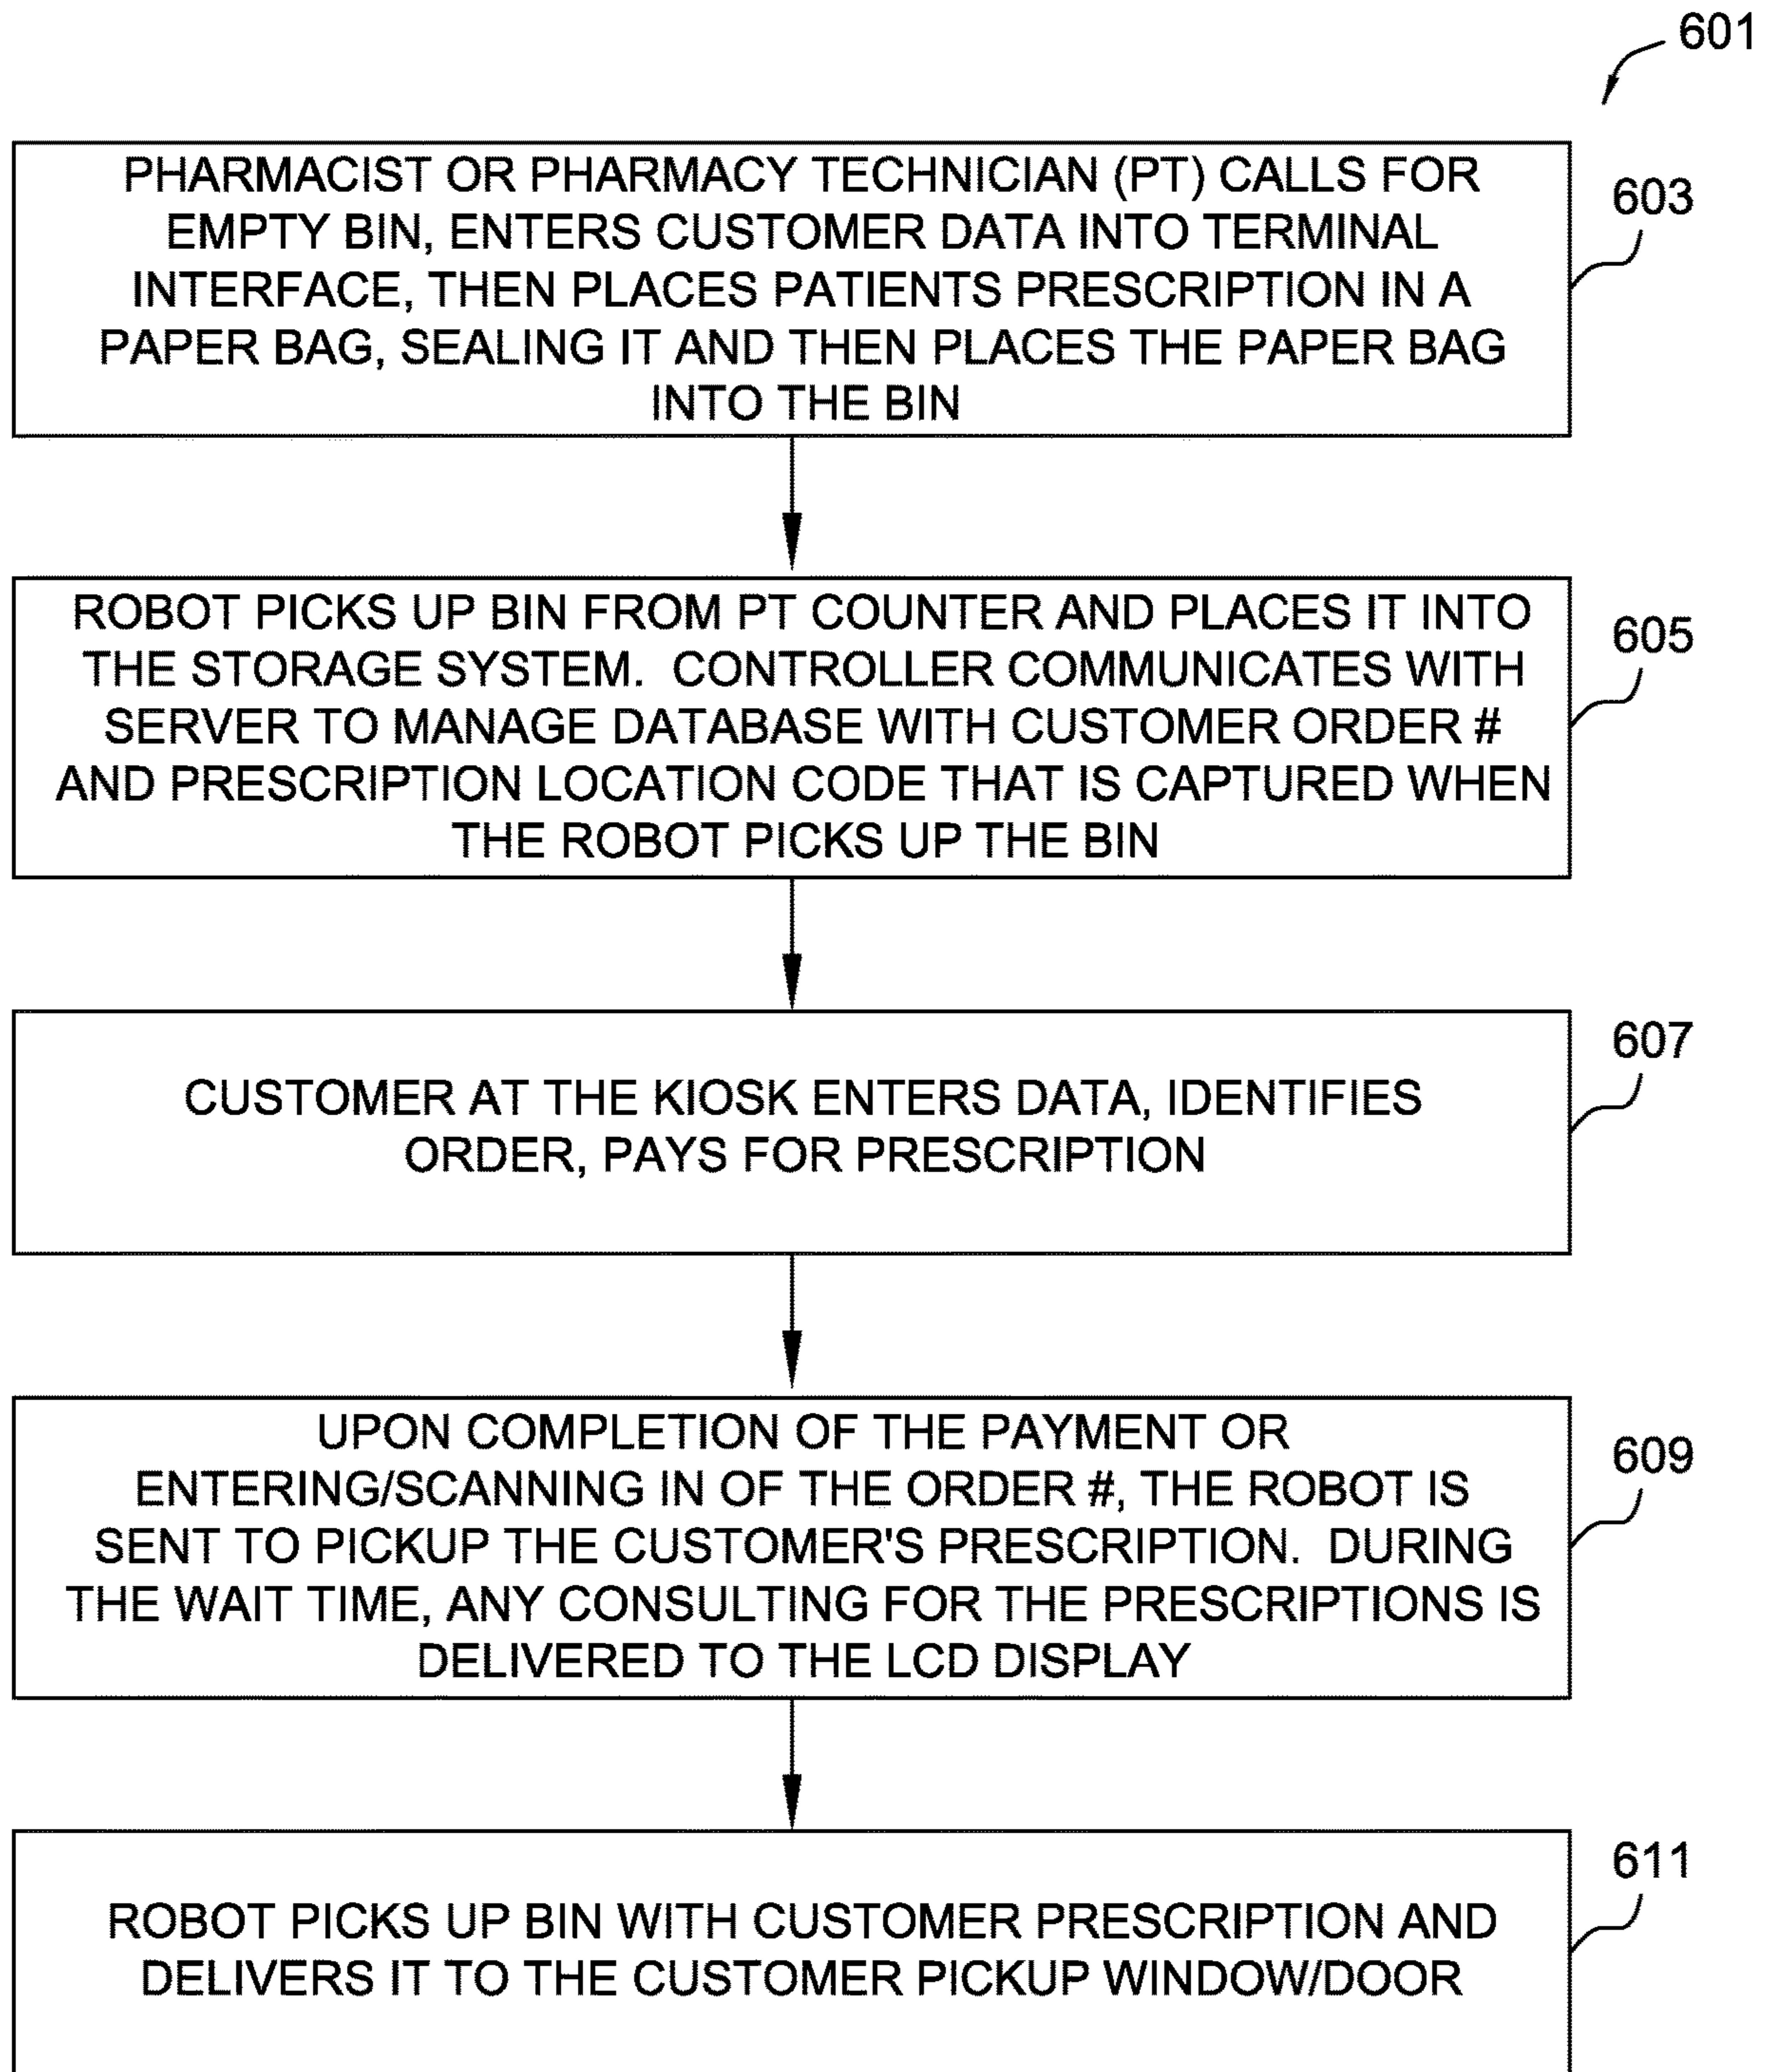 601
PHARMACIST OR PHARMACY TECHNICIAN (PT) CALLS FOR
EMPTY BIN, ENTERS CUSTOMER DATA INTO TERMINAL
INTERFACE, THEN PLACES PATIENTS PRESCRIPTION IN A
PAPER BAG, SEALING IT AND THEN PLACES THE PAPER BAG
INTO THE BIN
603
ROBOT PICKS UP BIN FROM PT COUNTER AND PLACES IT INTO
THE STORAGE SYSTEM.  CONTROLLER COMMUNICATES WITH
SERVER TO MANAGE DATABASE WITH CUSTOMER ORDER #
AND PRESCRIPTION LOCATION CODE THAT IS CAPTURED WHEN
THE ROBOT PICKS UP THE BIN
605
CUSTOMER AT THE KIOSK ENTERS DATA, IDENTIFIES
ORDER, PAYS FOR PRESCRIPTION
607
UPON COMPLETION OF THE PAYMENT OR
ENTERING/SCANNING IN OF THE ORDER #, THE ROBOT IS
SENT TO PICKUP THE CUSTOMER'S PRESCRIPTION.  DURING
THE WAIT TIME, ANY CONSULTING FOR THE PRESCRIPTIONS IS
DELIVERED TO THE LCD DISPLAY
609
ROBOT PICKS UP BIN WITH CUSTOMER PRESCRIPTION AND
DELIVERS IT TO THE CUSTOMER PICKUP WINDOW/DOOR
611